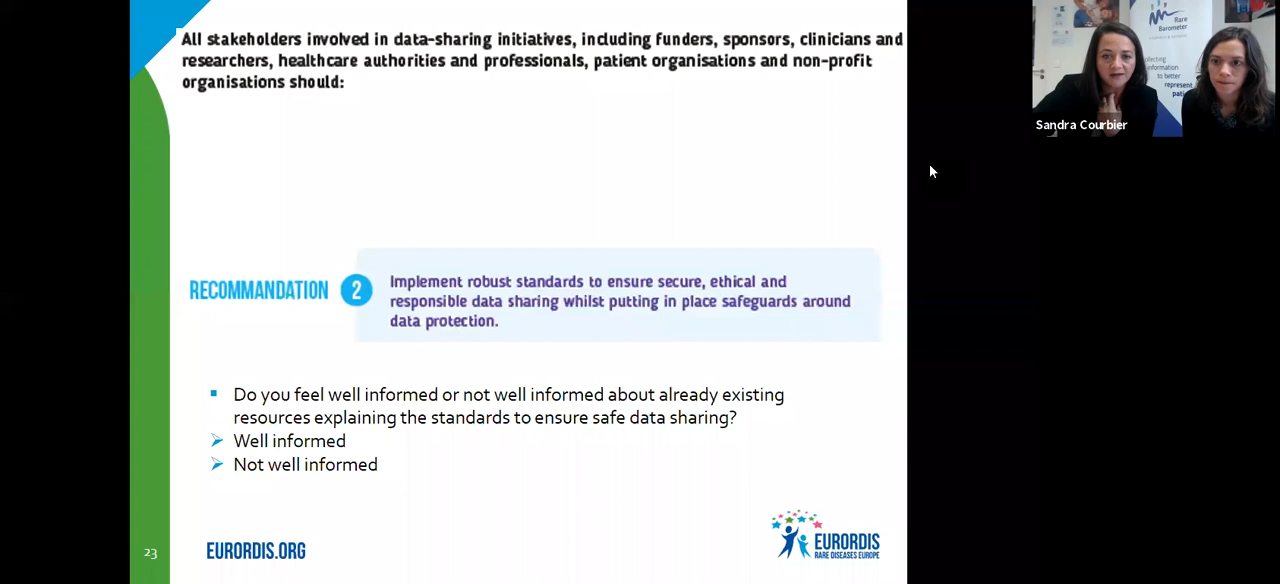 All stakeholders involved in data-sharing initiatives, including funders, sponsors, clinicians and
researchers, healthcare authorities and professionals, patient organisations and non-profit
organisations should:
RECOMMANDATION 2
Implement robust standards to ensure secure, ethical and
responsible data sharing whilst putting in place safeguards around
data protection.
Do you feel well informed or not well informed about already existing
resources explaining the standards to ensure safe data sharing?
Well informed
Not well informed
23
EURORDIS.ORG
EURORDIS
RARE DISEASES EUROPE
Rare
Barometer
information
to better
represent
Sandra Courbier